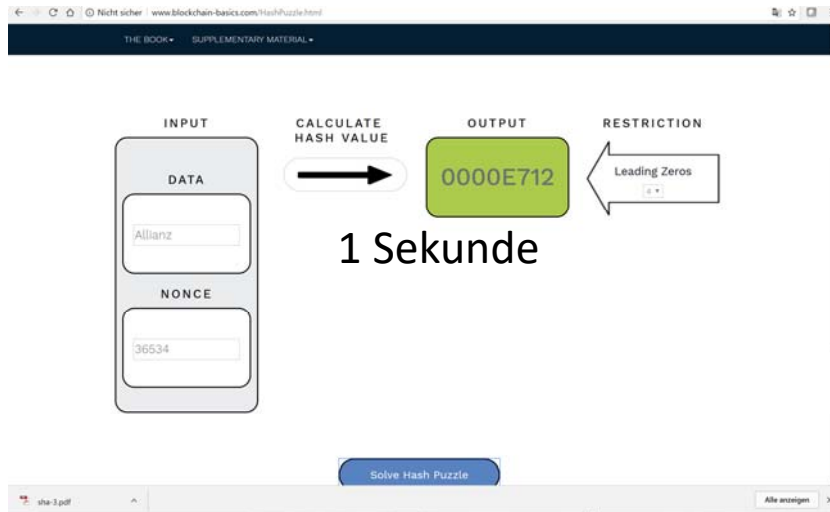 Nicht sicher www.blockchain-basics.com/HashPuzzle.html
THE BOOK SUPPLEMENTARY MATERIAL
INPUT
CALCULATE
HASH VALUE
OUTPUT
RESTRICTION
DATA
0000E712
Leading Zeros
Allianz
1 Sekunde
NONCE
36534
Solve Hash Puzzle
sha-3.pdf
Alle anzeigen